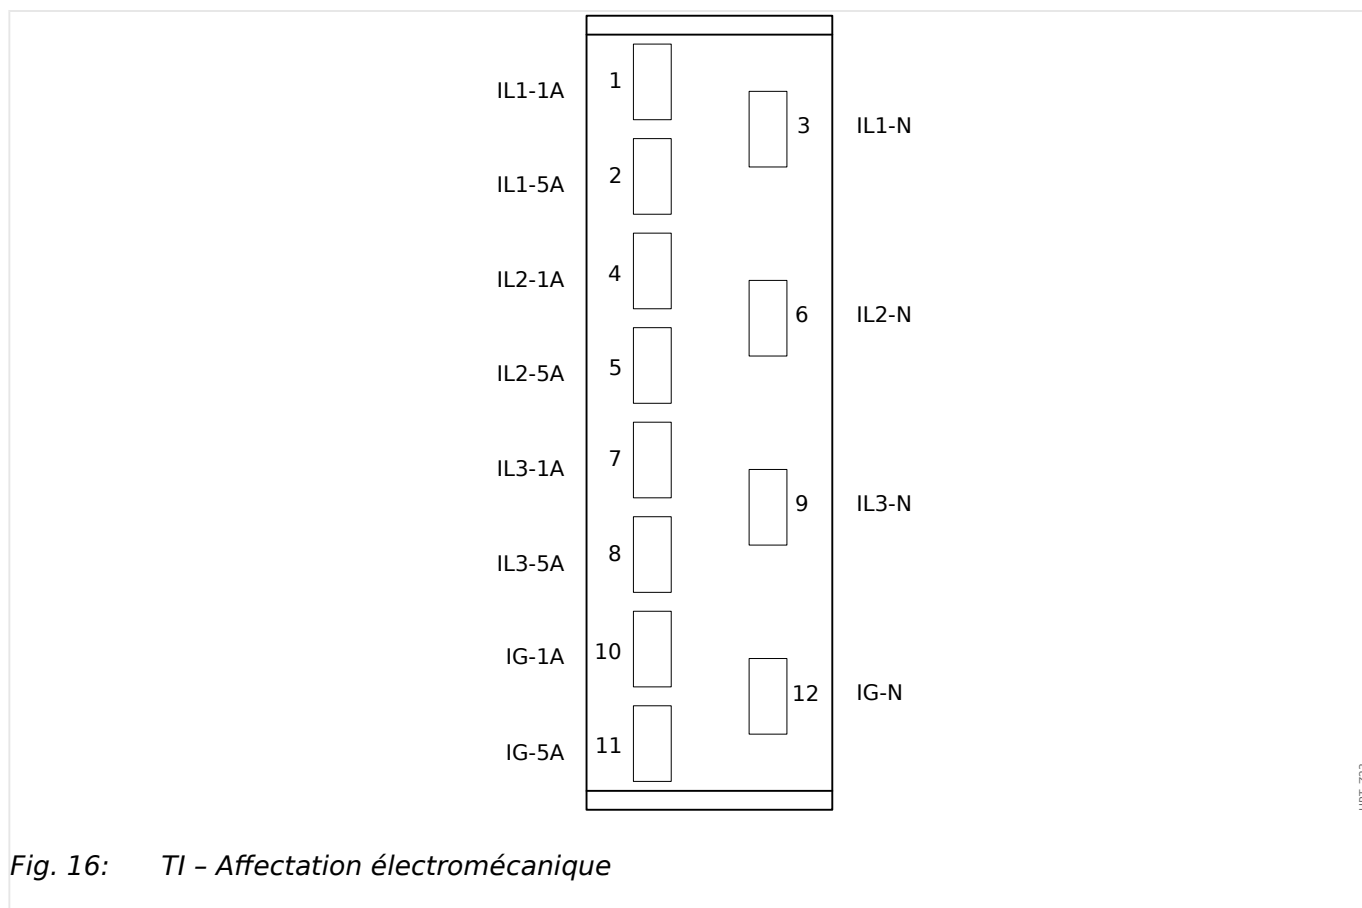 IL1-1A 1
3 IL1-N
IL1-5A 2
IL2-1A 4
6 IL2-N
IL2-5A 5
IL3-1A 7
9 IL3-N
IL3-5A 8
IG-1A 10
12 IG-N
IG-5A 11
Fig. 16: TI – Affectation électromécanique